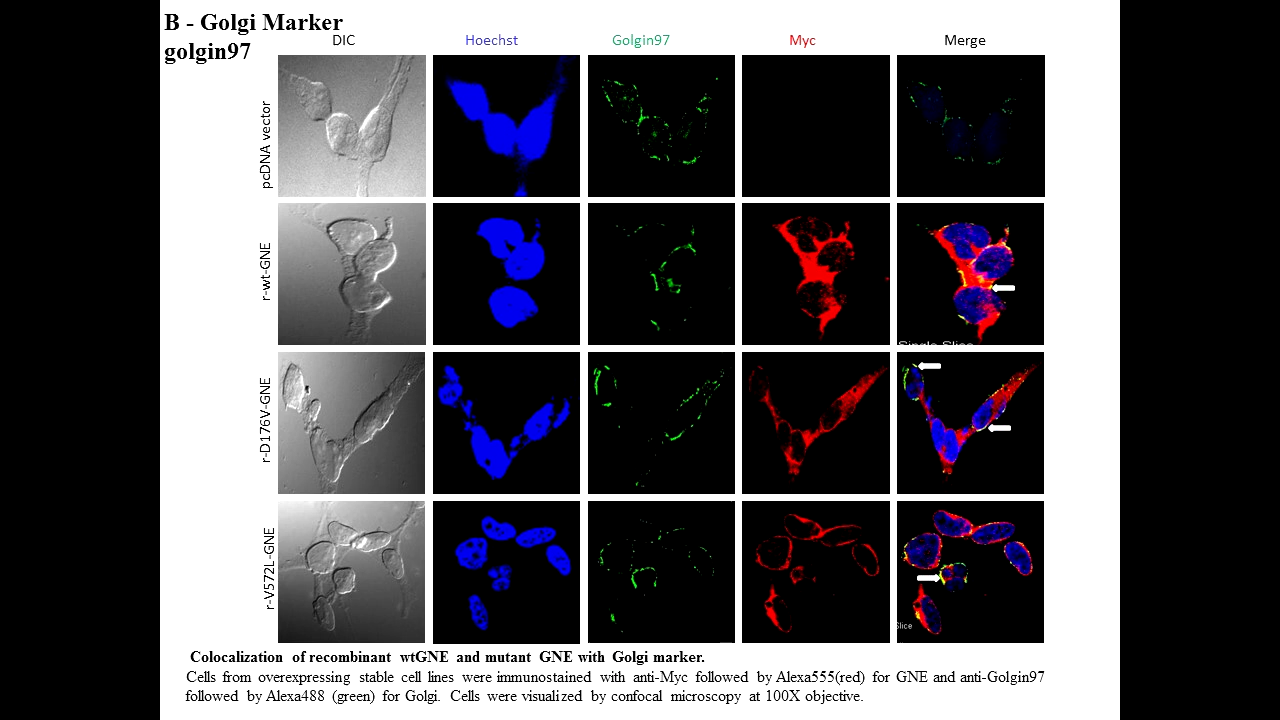 B - Golgi Marker
golgin97
DIC Hoechst Golgin97 Myc Merge
pcDNA vector
r-wt-GNE
Single Slice
r-D176V-GNE
r-V572L-GNE
Slice
Colocalization of recombinant wtGNE and mutant GNE with Golgi marker.
Cells from overexpressing stable cell lines were immunostained with anti-Myc followed by Alexa555(red) for GNE and anti-Golgin97
followed by Alexa488 (green) for Golgi. Cells were visualized by confocal microscopy at 100X objective.